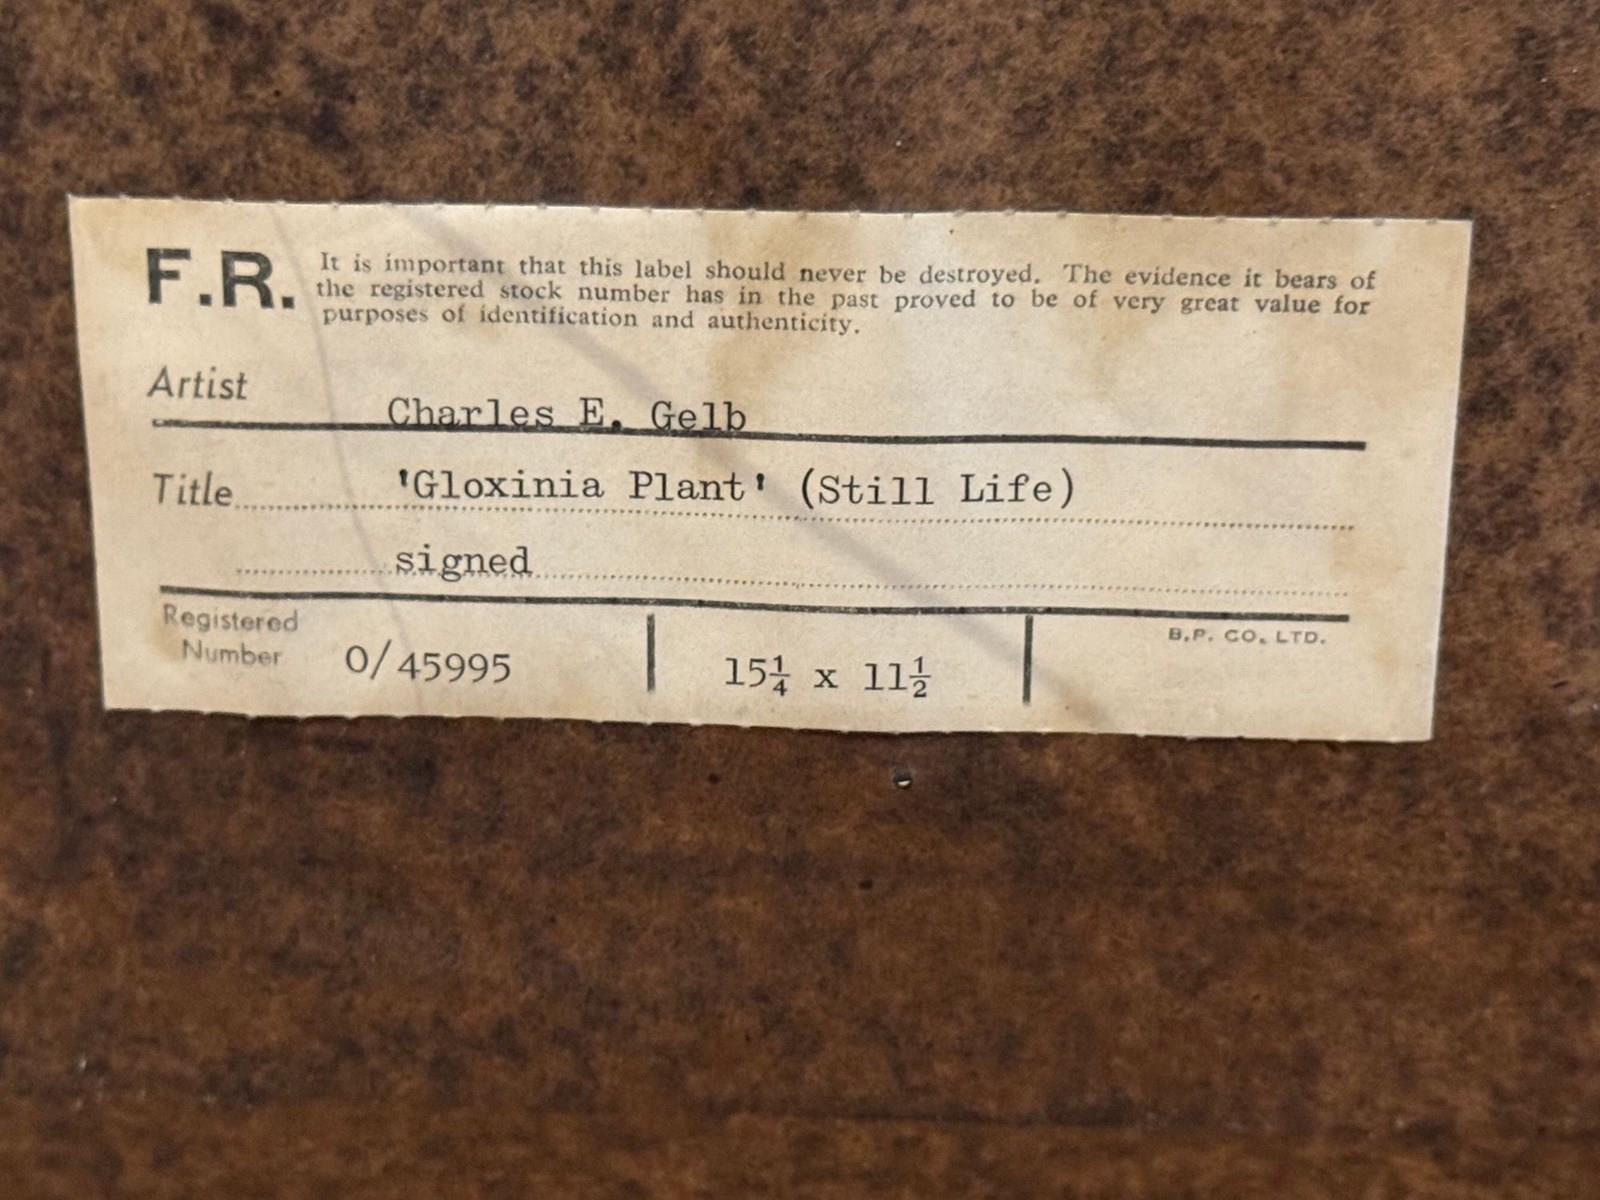 F.R. It is important that this label should never be destroyed. The evidence it bears of
the registered stock number has in the past proved to be of very great value for
purposes of identification and authenticity.
Artist Charles E. Gelb
Title 'Gloxinia Plant' (Still Life)
signed
Registered Number 0/45995 15¼ x 11½ B.P. CO. LTD.